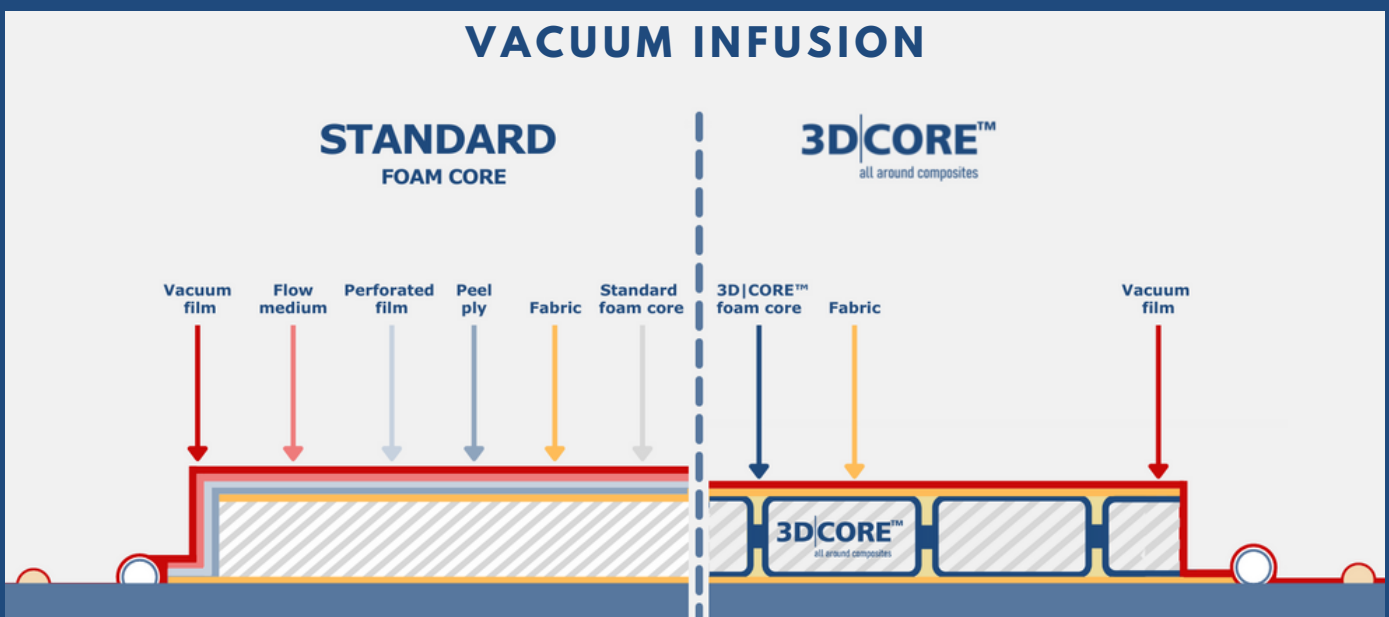 VACUUM INFUSION
STANDARD
FOAM CORE
3D|CORE™
all around composites
Vacuum
film
Flow
medium
Perforated
film
Peel
ply
Fabric
Standard
foam core
3D|CORE™
foam core
Fabric
Vacuum
film
3D|CORE™
all around composites